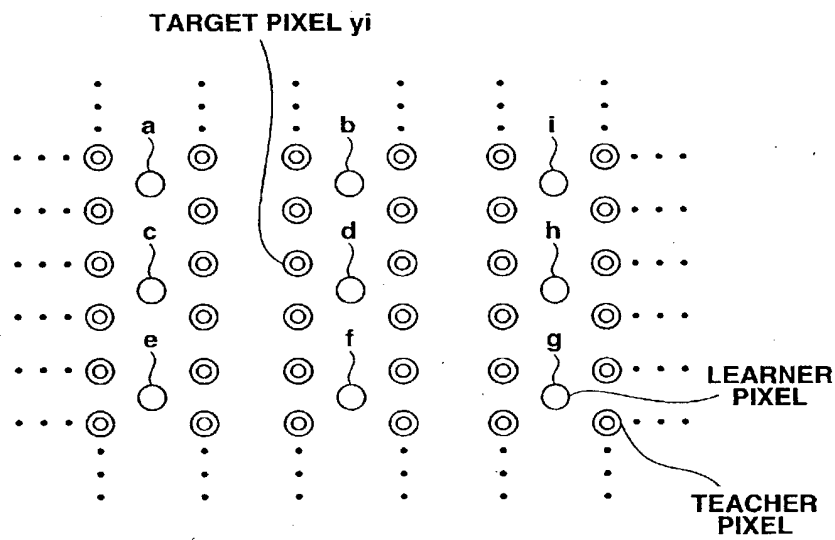 TARGET PIXEL yi
a b i
c d h
e f g
LEARNER
PIXEL
TEACHER
PIXEL